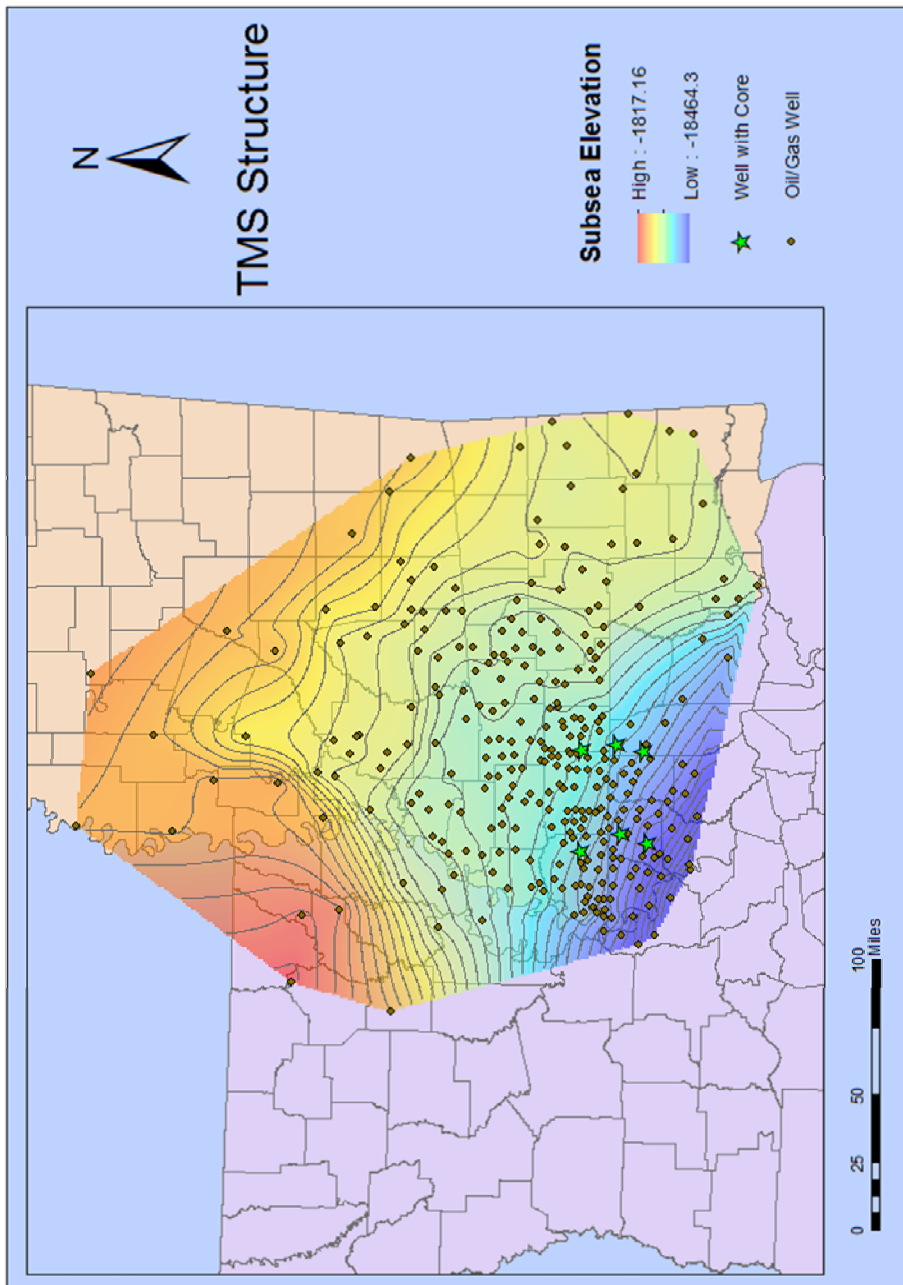 N
TMS Structure
Subsea Elevation
High : -1817.16
Low : -18464.3
Well with Core
Oil/Gas Well
0 25 50 100
Miles